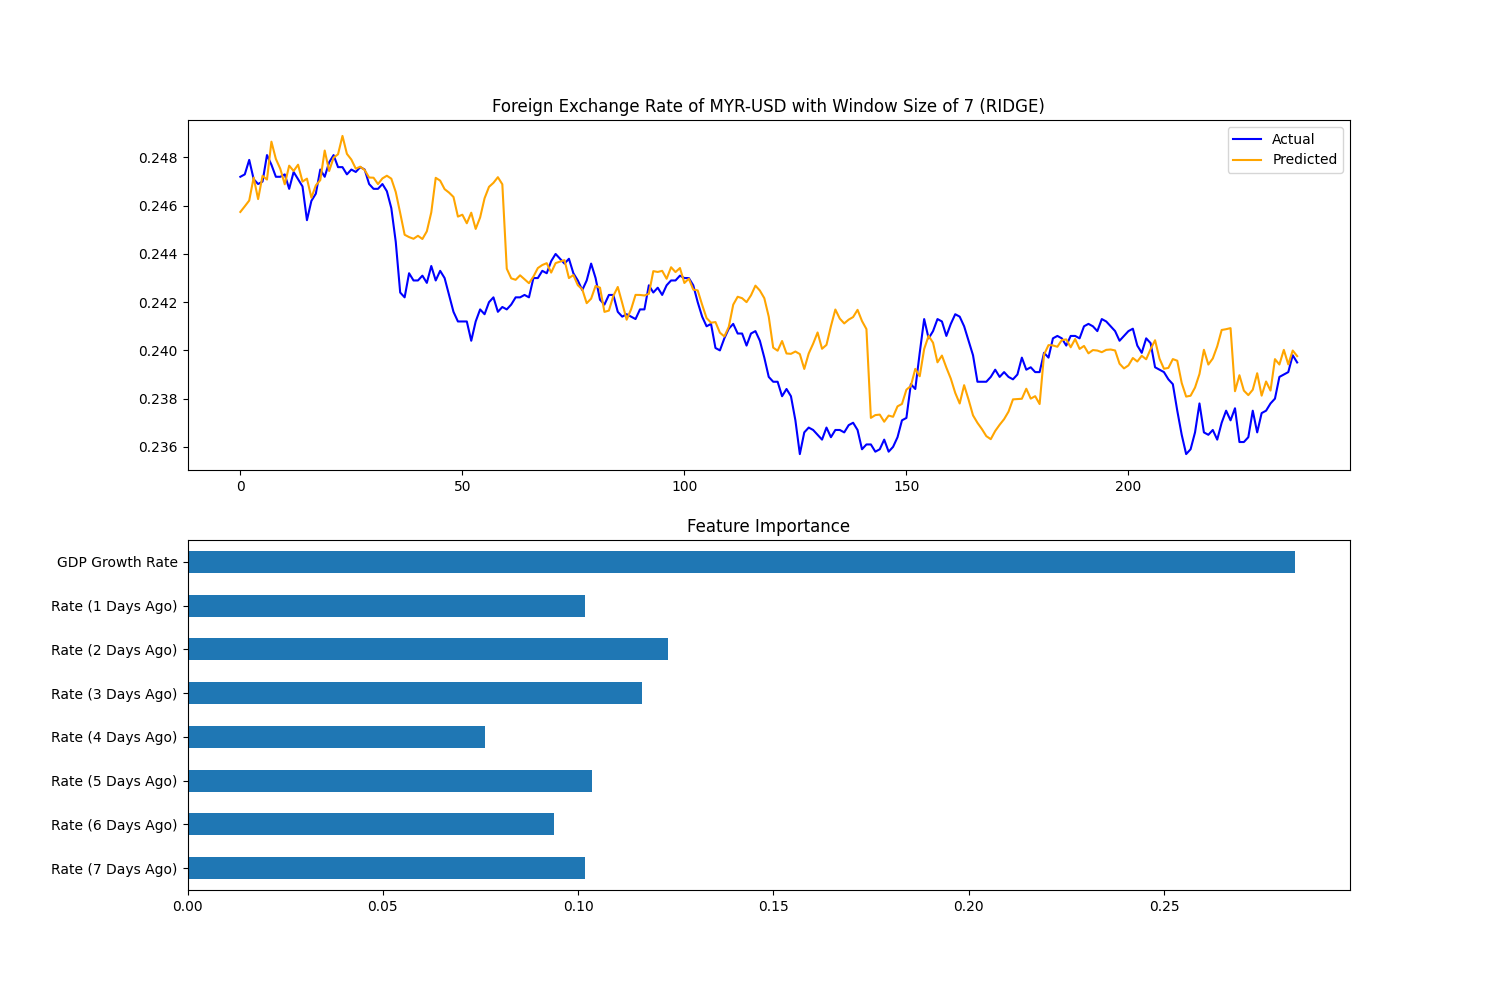 Foreign Exchange Rate of MYR-USD with Window Size of 7 (RIDGE)
Actual
Predicted
0.248
0.246
0.244
0.242
0.240
0.238
0.236
0 50 100 150 200
Feature Importance
GDP Growth Rate
Rate (1 Days Ago)
Rate (2 Days Ago)
Rate (3 Days Ago)
Rate (4 Days Ago)
Rate (5 Days Ago)
Rate (6 Days Ago)
Rate (7 Days Ago)
0.00 0.05 0.10 0.15 0.20 0.25